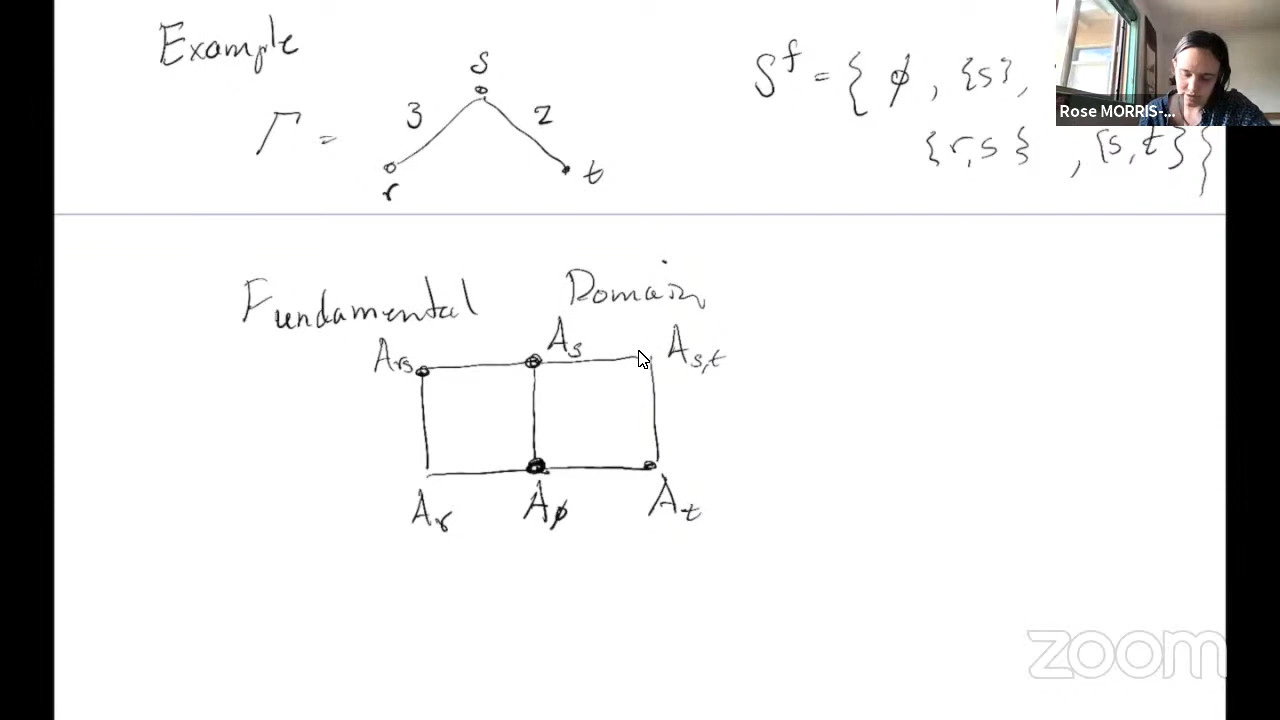 Example
S
3
2
Γ =
r
t
S^f = { ∅, {s},
{r,s}, {s,t}}
Rose MORRIS-...
Fundamental Domain
A_rs
A_s
A_s,t
A_r
A_∅
A_t
zoom